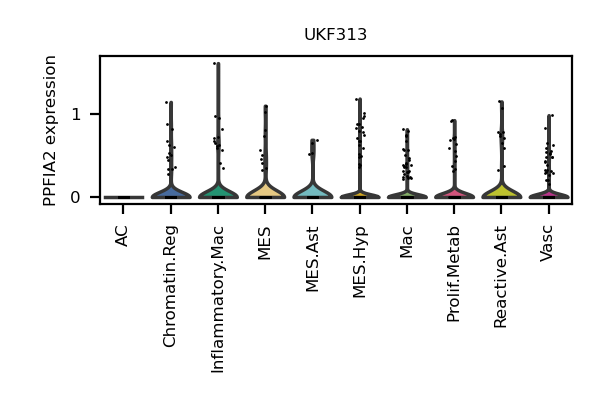 UKF313
PPFIA2 expression
1
0
AC
Chromatin.Reg
Inflammatory.Mac
MES
MES.Ast
MES.Hyp
Mac
Prolif.Metab
Reactive.Ast
Vasc